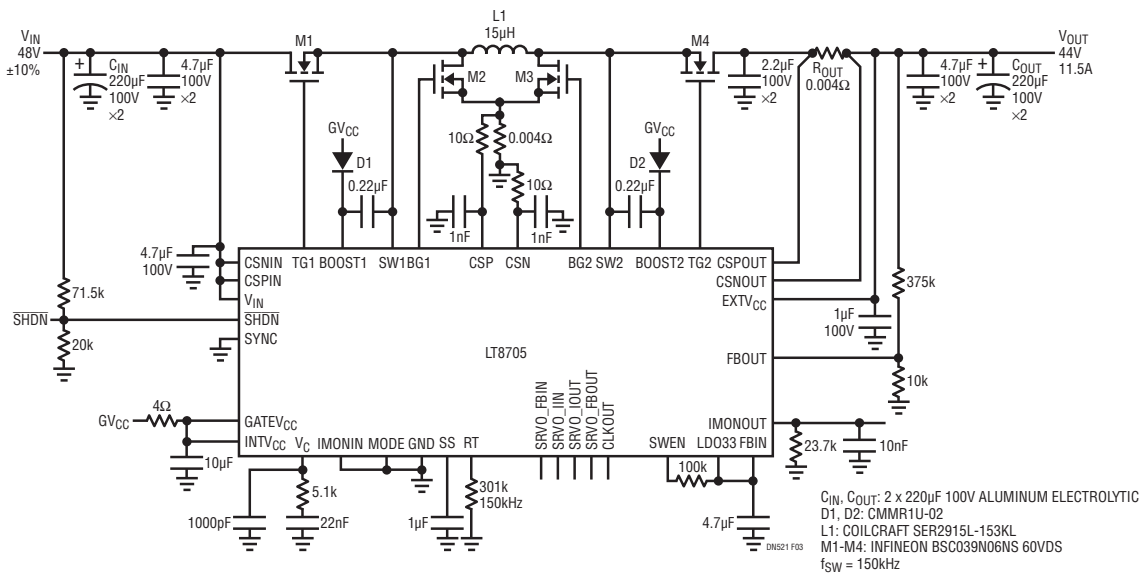 L1
15µH
VIN
48V
±10%
M1
M4
VOUT
44V
11.5A
+
CIN
220µF
100V
×2
4.7µF
100V
×2
M2
M3
2.2µF
100V
×2
ROUT
0.004Ω
4.7µF
100V
×2
+
COUT
220µF
100V
×2
GVCC
D1
0.22µF
10Ω
0.004Ω
10Ω
1nF
1nF
GVCC
D2
0.22µF
4.7µF
100V
71.5k
SHDN
20k
CSNIN
CSPIN
VIN
SHDN
SYNC
TG1 BOOST1 SW1 BG1 CSP CSN BG2 SW2 BOOST2 TG2
CSPOUT
CSNOUT
EXTVCC
375k
1µF
100V
LT8705
FBOUT
10k
GVCC
4Ω
GATEVCC
INTVCC
10µF
VC IMONIN MODE GND SS RT
SRVO_FBIN
SRVO_IIN
SRVO_IOUT
SRVO_FBOUT
CLKOUT
SWEN LDO33 FBIN
IMONOUT
23.7k
10nF
1000pF
5.1k
22nF
1µF
301k
150kHz
100k
4.7µF
DN521 F03
CIN, COUT: 2 x 220µF 100V ALUMINUM ELECTROLYTIC
D1, D2: CMMR1U-02
L1: COILCRAFT SER2915L-153KL
M1-M4: INFINEON BSC039N06NS 60VDS
fSW = 150kHz